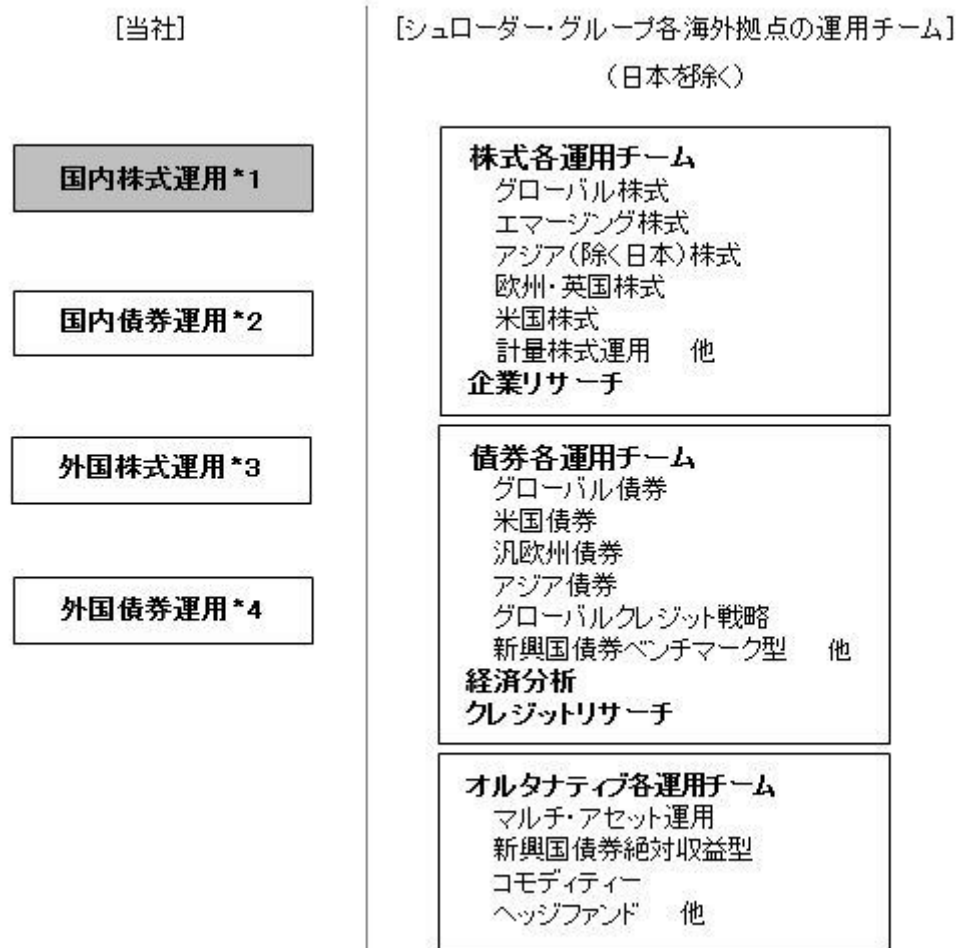 [当社]
国内株式運用*1
国内債券運用*2
外国株式運用*3
外国債券運用*4
[シュローダー・グループ各海外拠点の運用チーム]
(日本を除く)
株式各運用チーム
グローバル株式
エマージング株式
アジア(除く日本)株式
欧州・英国株式
米国株式
計量株式運用 他
企業リサーチ
債券各運用チーム
グローバル債券
米国債券
汎欧州債券
アジア債券
グローバルクレジット戦略
新興国債券ベンチマーク型 他
経済分析
クレジットリサーチ
オルタナティブ各運用チーム
マルチ・アセット運用
新興国債券絶対収益型
コモディティー
ヘッジファンド 他